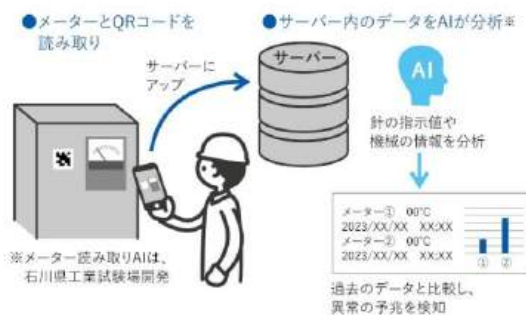 ●メーターとQRコードを
読み取り
サーバーに
アップ
※メーター読み取りAIは、
石川県工業試験場開発
●サーバー内のデータをAIが分析※
サーバー
AI
針の指示値や
機械の情報を分析
メーター① 00℃
2023/XX/XX XX:XX
メーター② 00℃
2023/XX/XX XX:XX
① ②
過去のデータと比較し、
異常の予兆を検知